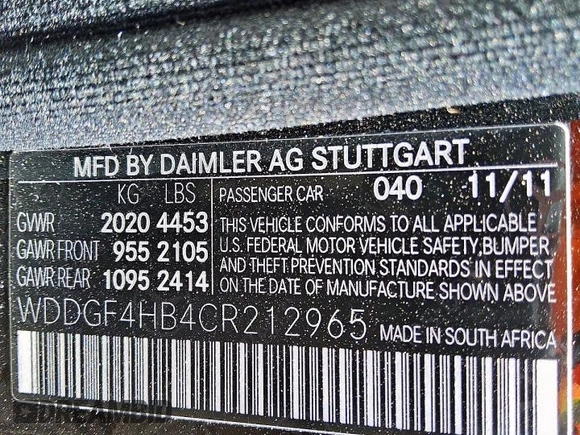 MFD BY DAIMLER AG STUTTGART
KG LBS PASSENGER CAR 040 11/11
GVWR 2020 4453 THIS VEHICLE CONFORMS TO ALL APPLICABLE
GAWR FRONT 955 2105 U.S. FEDERAL MOTOR VEHICLE SAFETY, BUMPER,
GAWR REAR 1095 2414 AND THEFT PREVENTION STANDARDS IN EFFECT
ON THE DATE OF MANUFACTURE SHOWN ABOVE
WDDGF4HB4CR212965 MADE IN SOUTH AFRICA